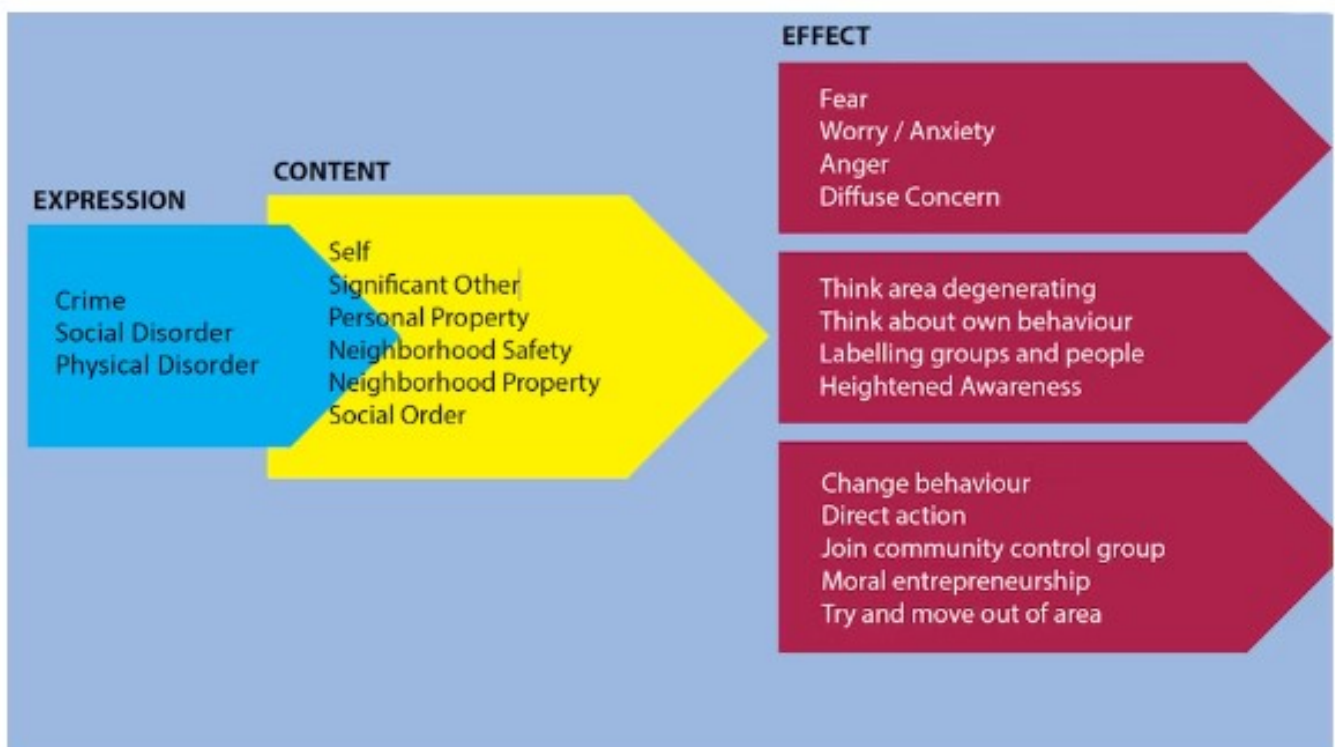 EXPRESSION
Crime
Social Disorder
Physical Disorder
CONTENT
Self
Significant Other
Personal Property
Neighborhood Safety
Neighborhood Property
Social Order
EFFECT
Fear
Worry / Anxiety
Anger
Diffuse Concern
Think area degenerating
Think about own behaviour
Labelling groups and people
Heightened Awareness
Change behaviour
Direct action
Join community control group
Moral entrepreneurship
Try and move out of area